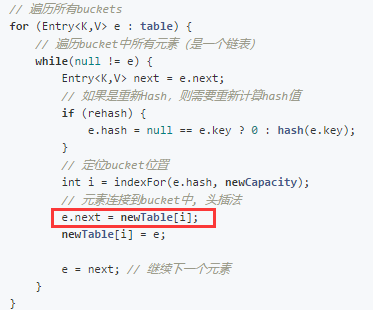 // 遍历所有buckets
for (Entry<K,V> e : table) {
    // 遍历bucket中所有元素（是一个链表）
    while(null != e) {
        Entry<K,V> next = e.next;
        // 如果是重新Hash，则需要重新计算hash值
        if (rehash) {
            e.hash = null == e.key ? 0 : hash(e.key);
        }
        // 定位bucket位置
        int i = indexFor(e.hash, newCapacity);
        // 元素连接到bucket中, 头插法
        e.next = newTable[i];
        newTable[i] = e;
        e = next; // 继续下一个元素
    }
}